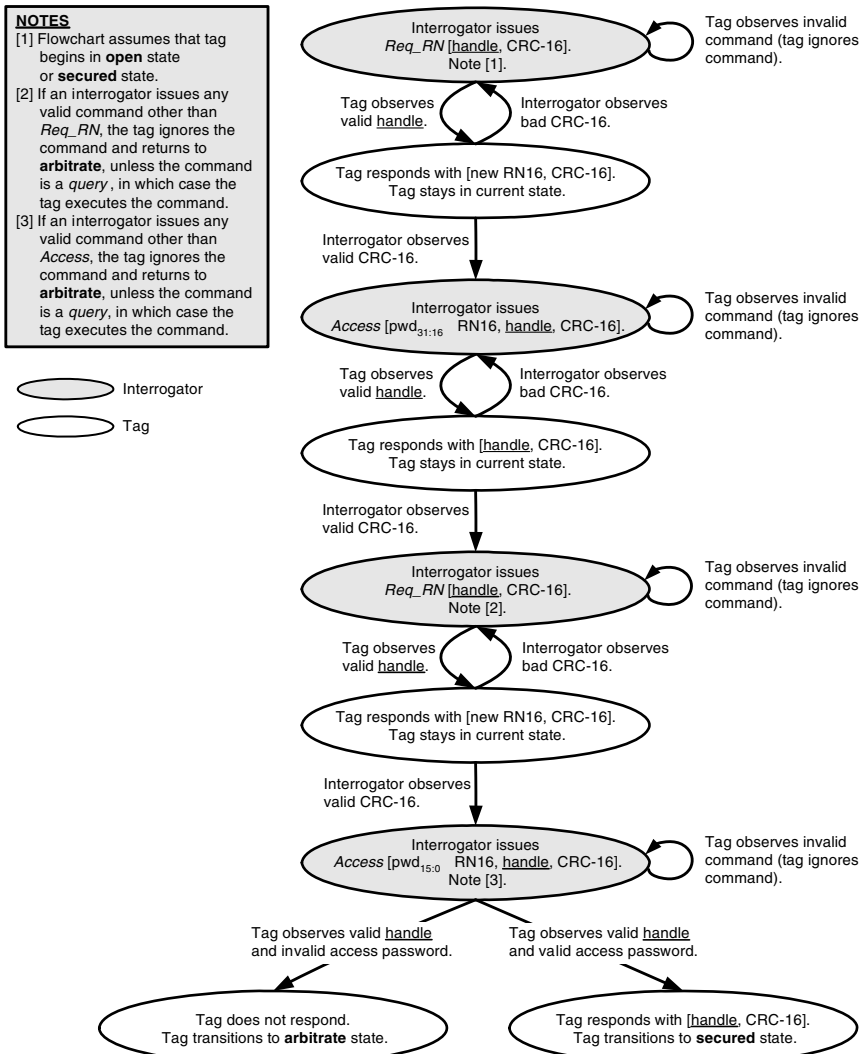 NOTES
[1] Flowchart assumes that tag
begins in open state
or secured state.
[2] If an interrogator issues any
valid command other than
Req_RN, the tag ignores the
command and returns to
arbitrate, unless the command
is a query , in which case the
tag executes the command.
[3] If an interrogator issues any
valid command other than
Access, the tag ignores the
command and returns to
arbitrate, unless the command
is a query, in which case the
tag executes the command.
Interrogator
Tag
Interrogator issues
Req_RN [handle, CRC-16].
Note [1].
Tag observes invalid
command (tag ignores
command).
Tag observes
valid handle.
Interrogator observes
bad CRC-16.
Tag responds with [new RN16, CRC-16].
Tag stays in current state.
Interrogator observes
valid CRC-16.
Interrogator issues
Access [pwd31:16 RN16, handle, CRC-16].
Tag observes invalid
command (tag ignores
command).
Tag observes
valid handle.
Interrogator observes
bad CRC-16.
Tag responds with [handle, CRC-16].
Tag stays in current state.
Interrogator observes
valid CRC-16.
Interrogator issues
Req_RN [handle, CRC-16].
Note [2].
Tag observes invalid
command (tag ignores
command).
Tag observes
valid handle.
Interrogator observes
bad CRC-16.
Tag responds with [new RN16, CRC-16].
Tag stays in current state.
Interrogator observes
valid CRC-16.
Interrogator issues
Access [pwd15:0 RN16, handle, CRC-16].
Note [3].
Tag observes invalid
command (tag ignores
command).
Tag observes valid handle
and invalid access password.
Tag observes valid handle
and valid access password.
Tag does not respond.
Tag transitions to arbitrate state.
Tag responds with [handle, CRC-16].
Tag transitions to secured state.